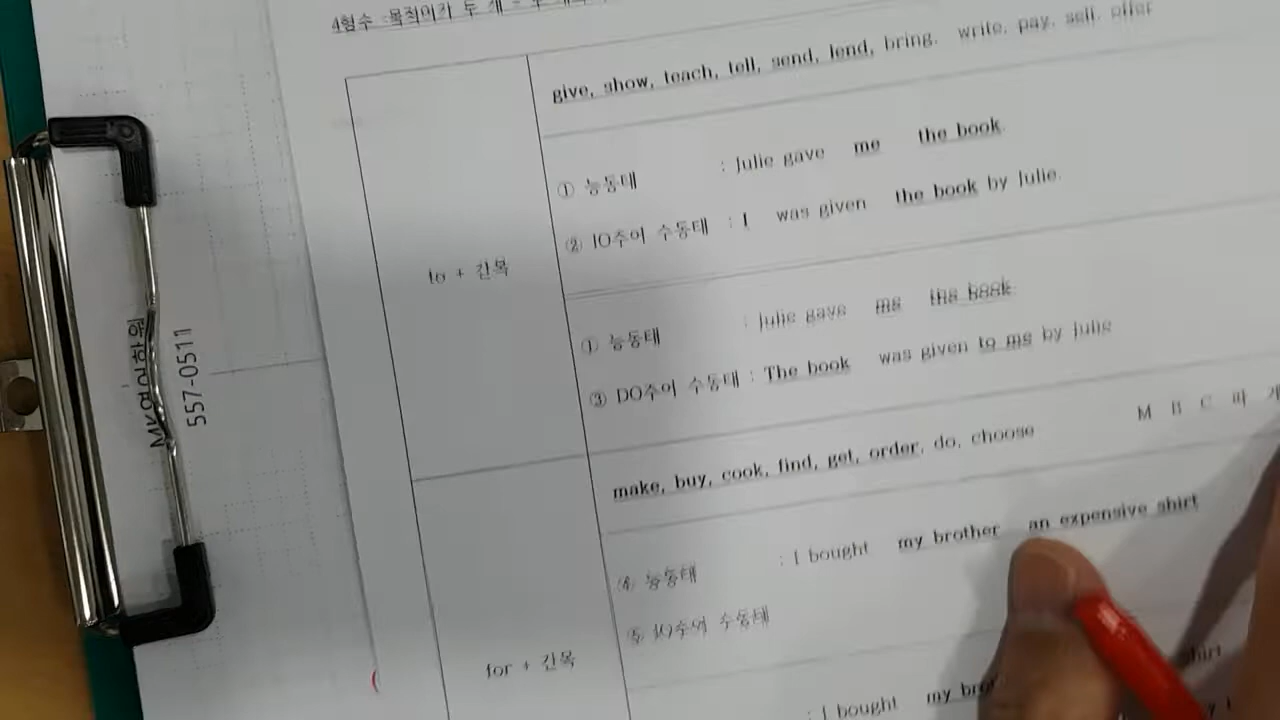 4형수 :목적어가 두 개 -
give, show, teach, tell, send, lend, bring, write, pay, sell, offer
① 능동태 : Julie gave me the book
② IO주어 수동태 : I was given the book by Julie.
to + 간목
① 능동태 : Julie gave me the book
③ DO주어 수동태 : The book was given to me by Julie
M B C 파
make, buy, cook, find, get, order, do, choose
④ 능동태 : I bought my brother an expensive shirt
⑤ IO주어 수동태
for + 간목
: I bought my shirt
MK영어학원
557-0511